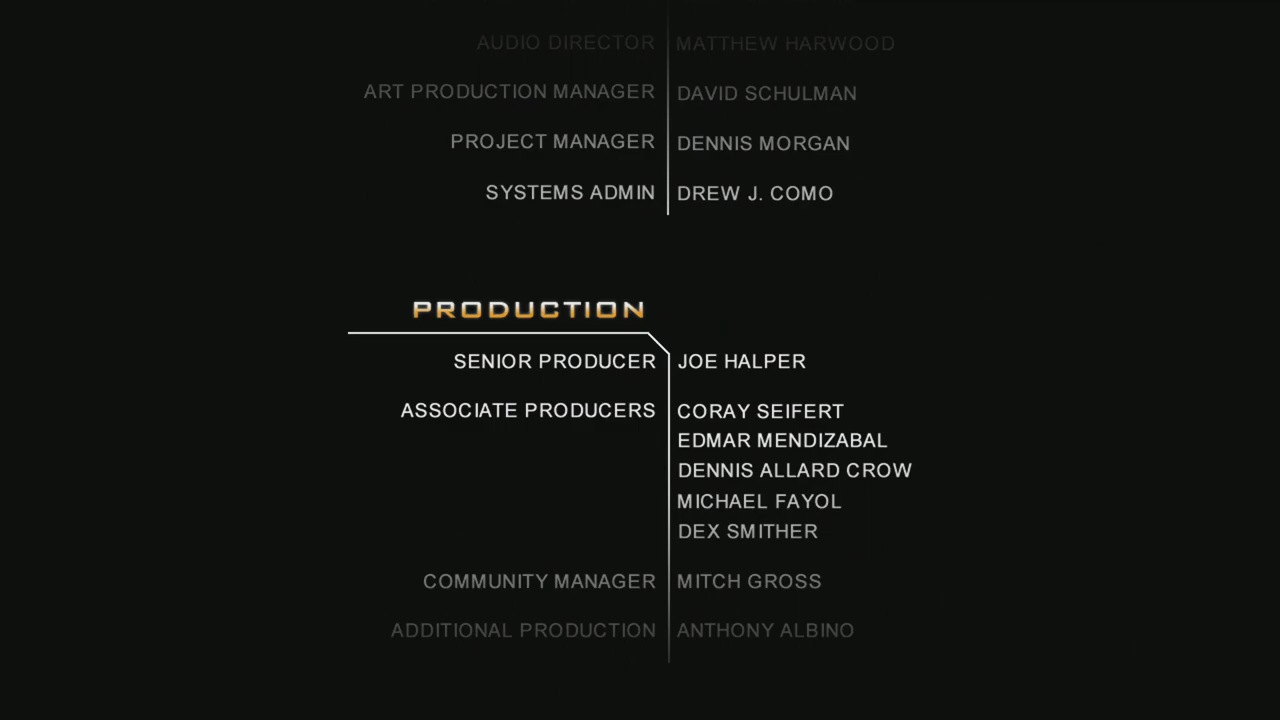 AUDIO DIRECTOR MATTHEW HARWOOD
ART PRODUCTION MANAGER DAVID SCHULMAN
PROJECT MANAGER DENNIS MORGAN
SYSTEMS ADMIN DREW J. COMO
PRODUCTION
SENIOR PRODUCER JOE HALPER
ASSOCIATE PRODUCERS CORAY SEIFERT
EDMAR MENDIZABAL
DENNIS ALLARD CROW
MICHAEL FAYOL
DEX SMITHER
COMMUNITY MANAGER MITCH GROSS
ADDITIONAL PRODUCTION ANTHONY ALBINO